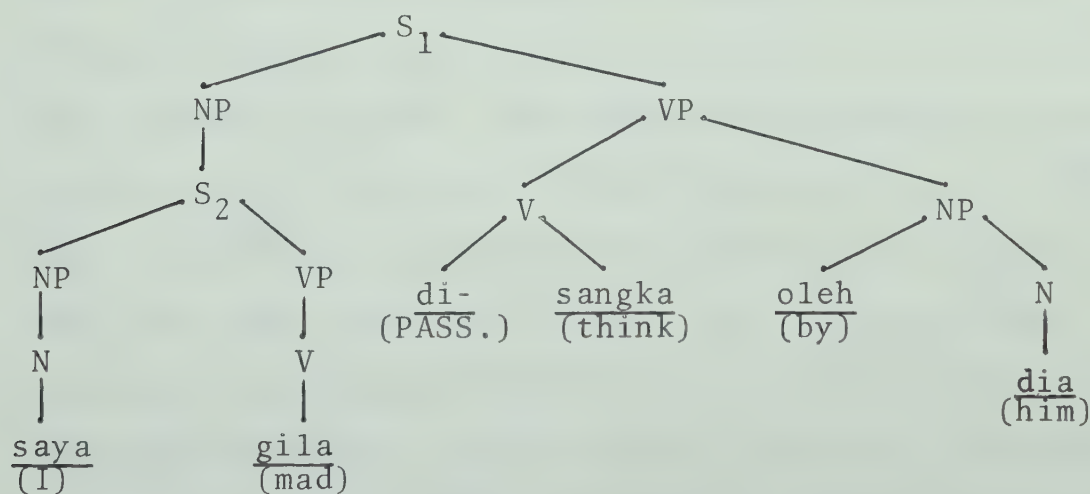 S1
NP VP
S2 V NP
NP VP di- sangka oleh N
(PASS.) (think) (by)
N V dia
(him)
saya gila
(I) (mad)